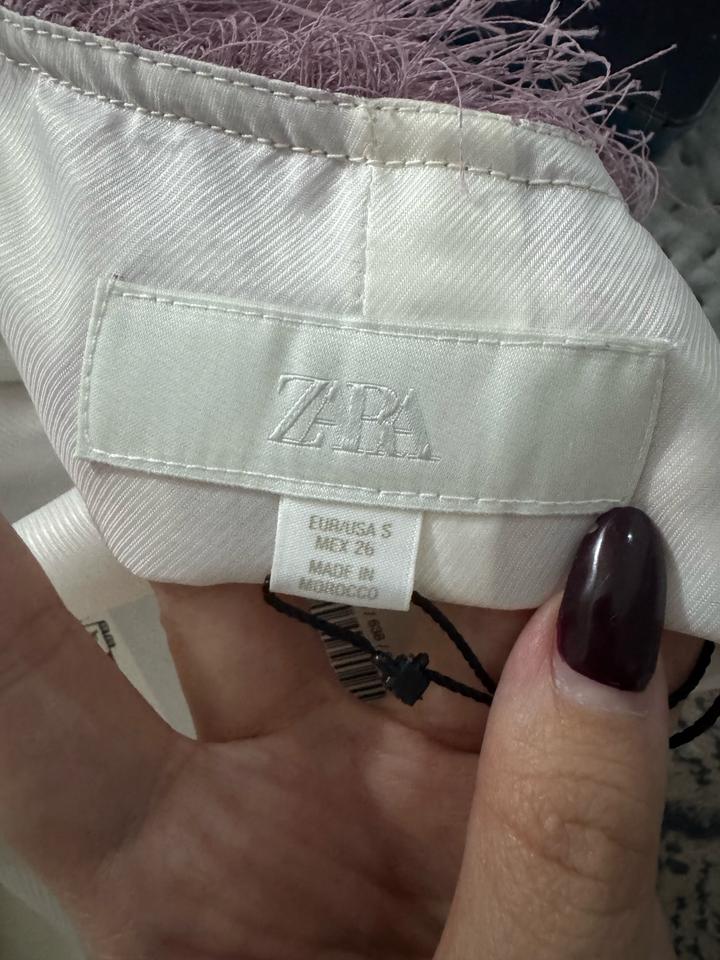 ZARA
EUR/USA S
MEX 26
MADE IN
MOROCCO